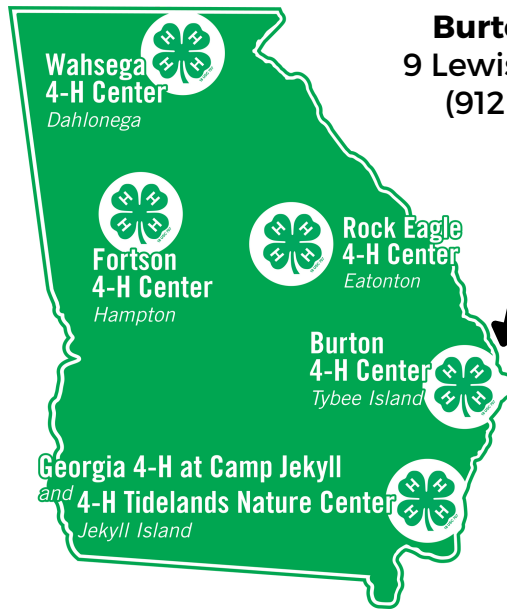 Burto
9 Lewis
(912
Wahsega
4-H Center
Dahlonega
Fortson
4-H Center
Hampton
Rock Eagle
4-H Center
Eatonton
Burton
4-H Center
Tybee Island
Georgia 4-H at Camp Jekyll
and 4-H Tidelands Nature Center
Jekyll Island
H H
H H
H H
H H
H H
H H
H H
H H
H H
H H